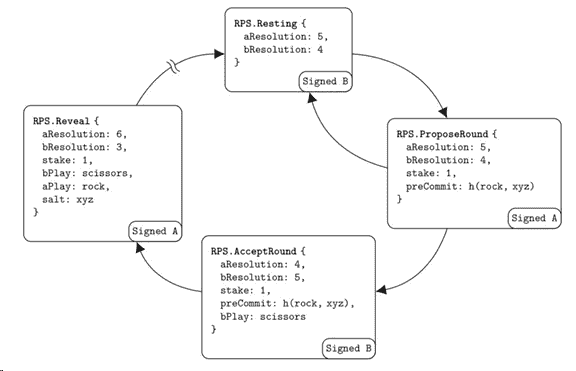 RPS.Resting {
aResolution: 5,
bResolution: 4
}
Signed B
RPS.ProposeRound {
aResolution: 5,
bResolution: 4,
stake: 1,
preCommit: h(rock, xyz)
}
Signed A
RPS.Reveal {
aResolution: 6,
bResolution: 3,
stake: 1,
bPlay: scissors,
aPlay: rock,
salt: xyz
}
Signed A
RPS.AcceptRound {
aResolution: 4,
bResolution: 5,
stake: 1,
preCommit: h(rock, xyz),
bPlay: scissors
}
Signed B